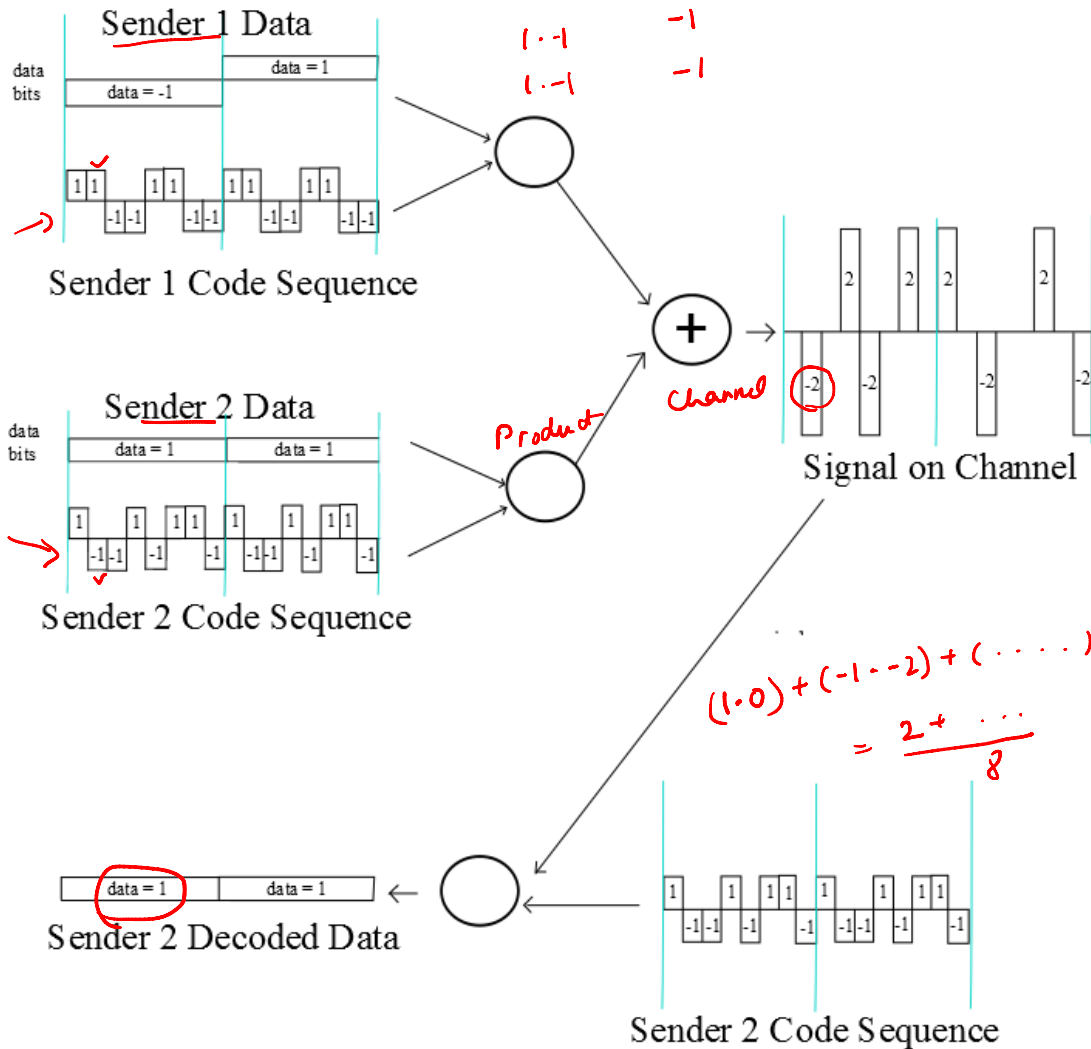 Sender 1 Data
1 · -1   -1
1 · -1   -1
data bits
data = 1
data = -1
1 1 -1 -1 1 1 -1 -1 1 1 -1 -1 1 1 -1 -1
Sender 1 Code Sequence
+
2 2 2 2
-2 -2 -2 -2
Signal on Channel
Channel
Product
Sender 2 Data
data bits
data = 1 data = 1
1 -1 -1 1 -1 1 1 -1 1 -1 -1 1 -1 1 1 -1
Sender 2 Code Sequence
(1·0) + (-1 · -2) + (.....)
= 2 + ...
8
data = 1 data = 1
Sender 2 Decoded Data
1 -1 -1 1 -1 1 1 -1 1 -1 -1 1 -1 1 1 -1
Sender 2 Code Sequence